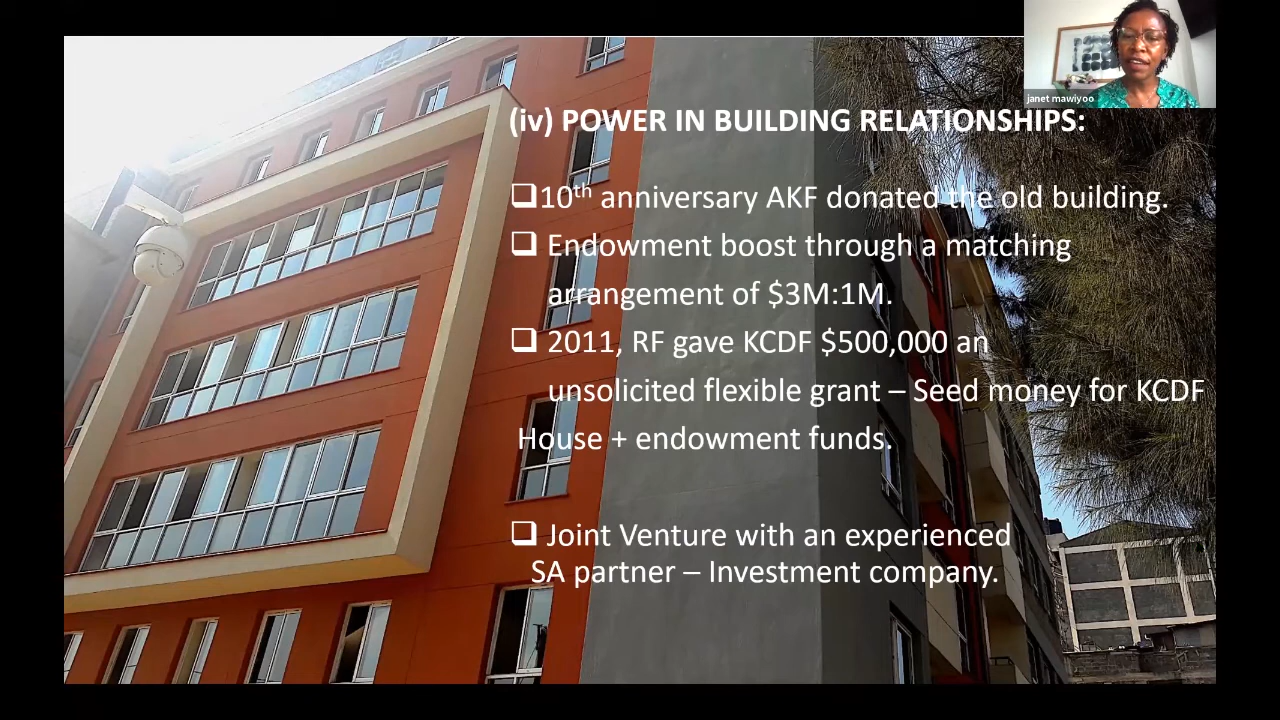 janet mawiyoo
(iv) POWER IN BUILDING RELATIONSHIPS:
❑10th anniversary AKF donated the old building.
❑ Endowment boost through a matching
arrangement of $3M:1M.
❑ 2011, RF gave KCDF $500,000 an
unsolicited flexible grant – Seed money for KCDF
House + endowment funds.
❑ Joint Venture with an experienced
SA partner – Investment company.